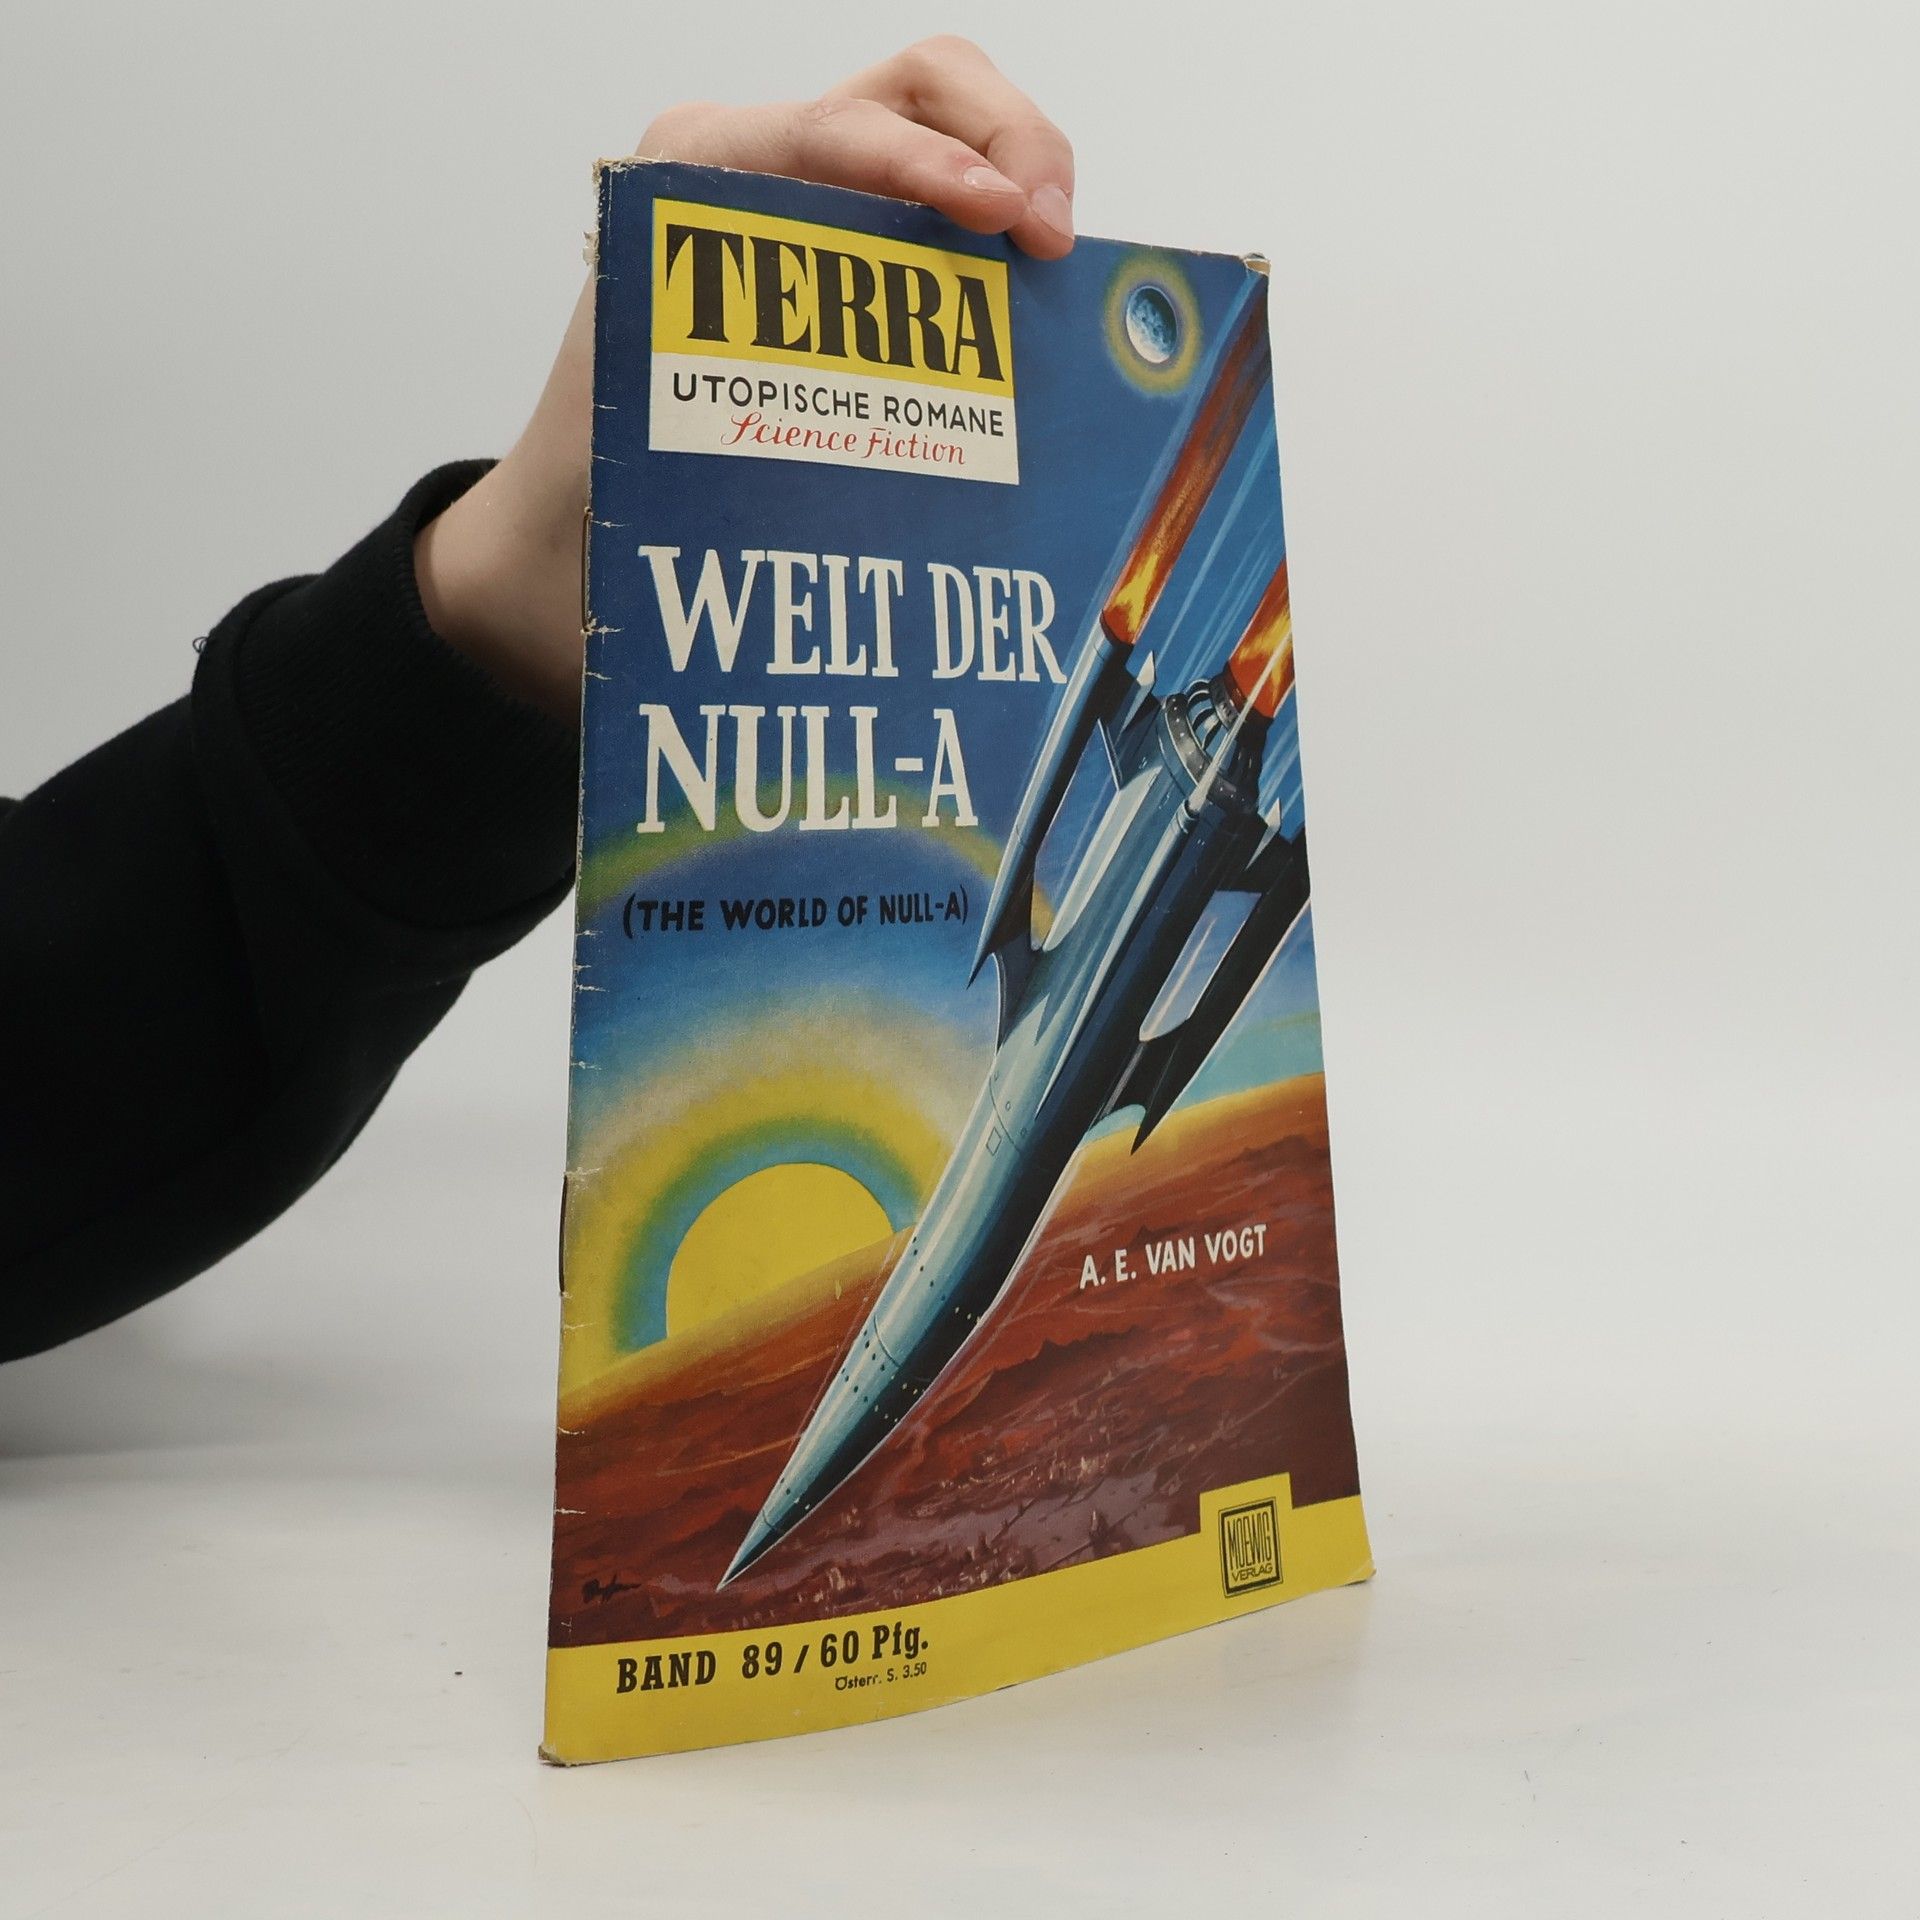 TERRA
UTOPISCHE ROMANE
Science Fiction
WELT DER
NULL-A
(THE WORLD OF NULL-A)
A. E. VAN VOGT
MOEWIG
VERLAG
BAND 89 / 60 Pfg.
Österr. S. 3.50